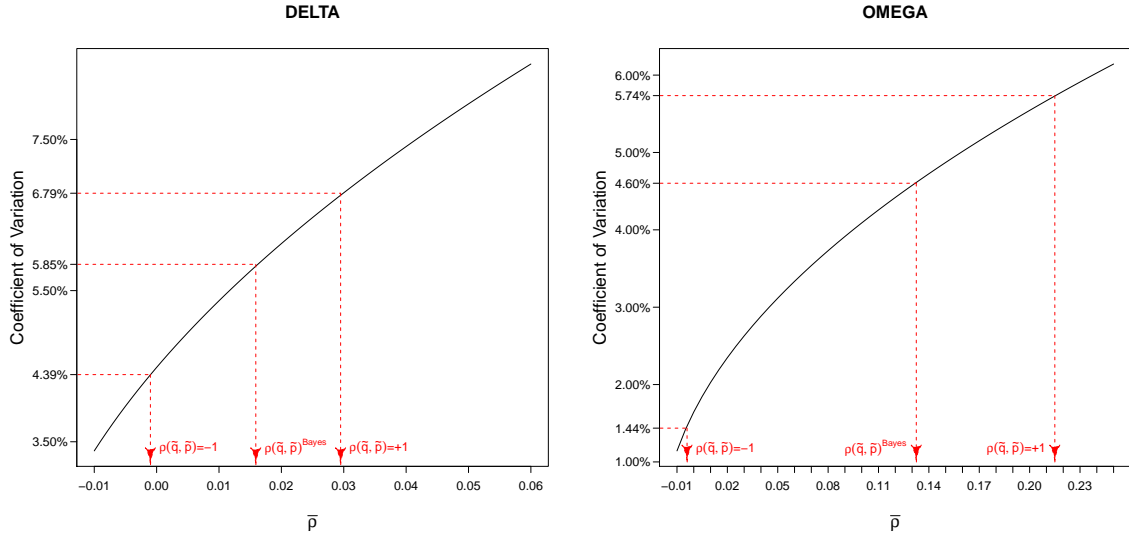 DELTA
Coefficient of Variation
7.50%
6.79%
5.85%
5.50%
4.39%
3.50%
ρ(q̃, p̃)=−1
ρ(q̃, p̃)^Bayes
ρ(q̃, p̃)=+1
−0.01 0.00 0.01 0.02 0.03 0.04 0.05 0.06
ρ̅
OMEGA
Coefficient of Variation
6.00%
5.74%
5.00%
4.60%
4.00%
3.00%
2.00%
1.44%
1.00%
ρ(q̃, p̃)=−1
ρ(q̃, p̃)^Bayes
ρ(q̃, p̃)=+1
−0.01 0.02 0.05 0.08 0.11 0.14 0.17 0.20 0.23
ρ̅